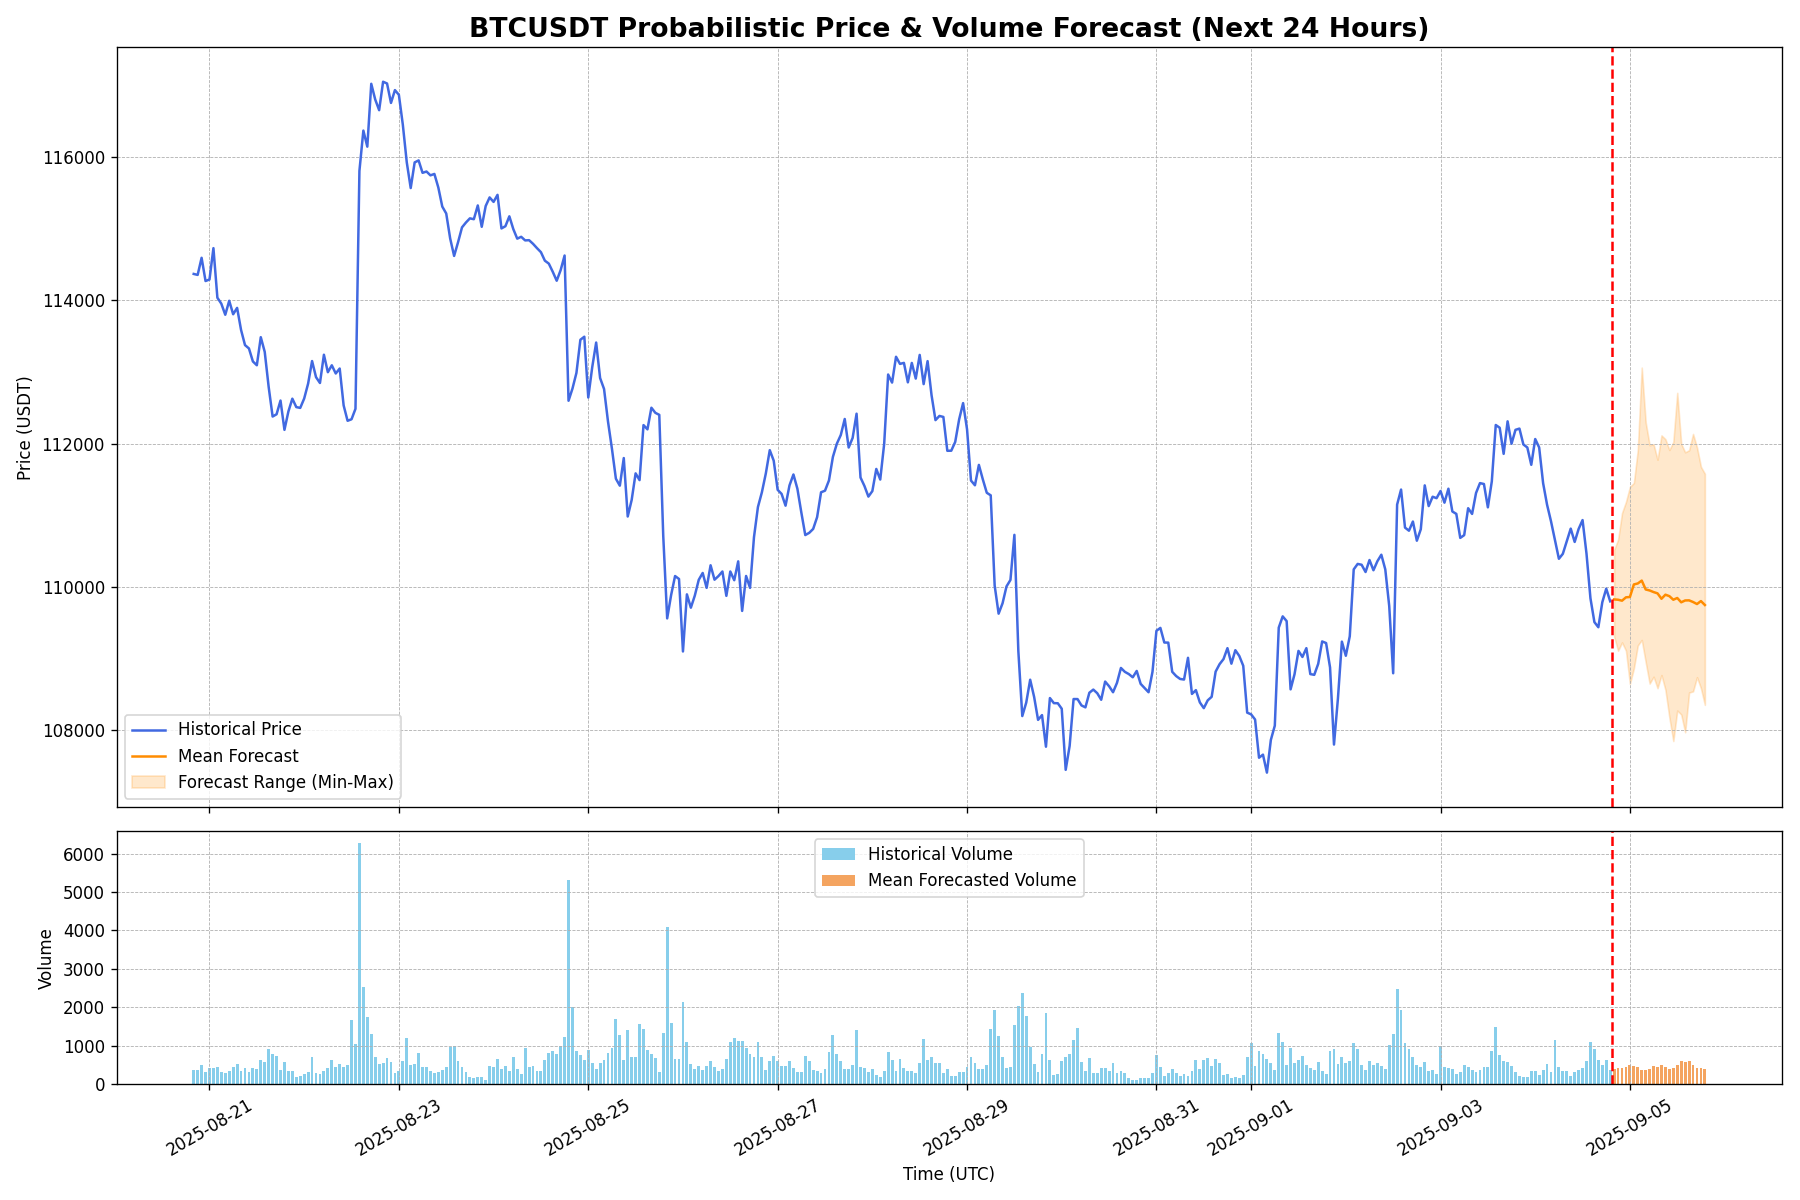 BTCUSDT Probabilistic Price & Volume Forecast (Next 24 Hours)
Price (USDT)
116000
114000
112000
110000
108000
Historical Price
Mean Forecast
Forecast Range (Min-Max)
Volume
6000
5000
4000
3000
2000
1000
0
Historical Volume
Mean Forecasted Volume
2025-08-21
2025-08-23
2025-08-25
2025-08-27
2025-08-29
2025-08-31
2025-09-01
2025-09-03
2025-09-05
Time (UTC)